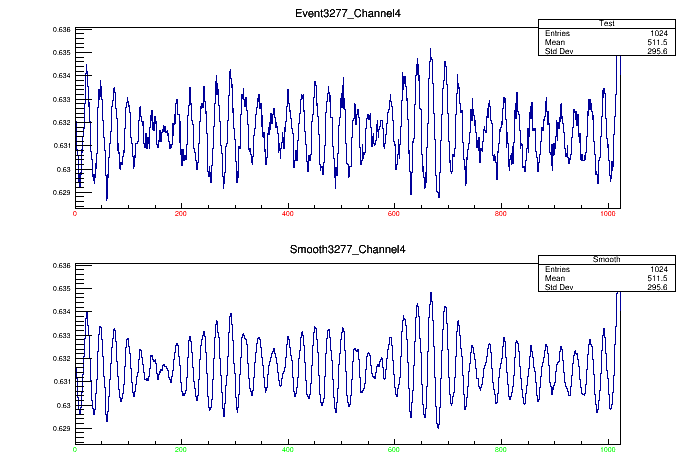 Event3277_Channel4
Test
Entries 1024
Mean 511.5
Std Dev 295.6
0.636
0.635
0.634
0.633
0.632
0.631
0.63
0.629
0 200 400 600 800 1000
Smooth3277_Channel4
Smooth
Entries 1024
Mean 511.5
Std Dev 295.6
0.636
0.635
0.634
0.633
0.632
0.631
0.63
0.629
0 200 400 600 800 1000